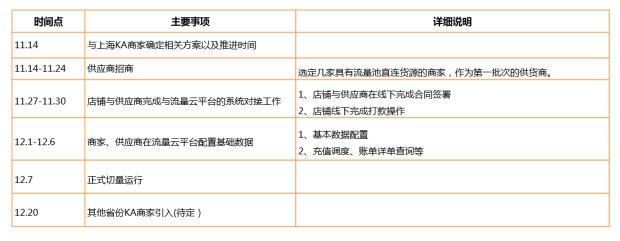 时间点 主要事项 详细说明
11.14 与上海KA商家确定相关方案以及推进时间
11.14-11.24 供应商招商 选定几家具有流量池直连货源的商家，作为第一批次的供货商。
11.27-11.30 店铺与供应商完成与流量云平台的系统对接工作 1、店铺与供应商在线下完成合同签署
2、店铺线下完成打款操作
12.1-12.6 商家、供应商在流量云平台配置基础数据 1、基本数据配置
2、充值调度、账单详单查询等
12.7 正式切量运行
12.20 其他省份KA商家引入(待定）